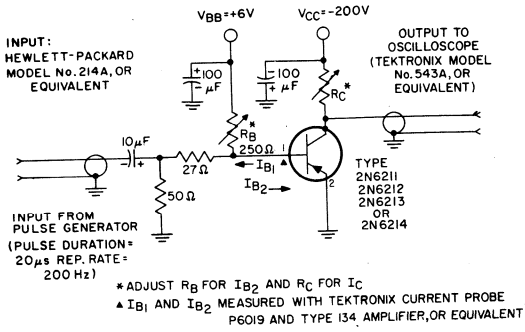 VBB=+6V
VCC=-200V
INPUT:
HEWLETT-PACKARD
MODEL No.214A, OR
EQUIVALENT
OUTPUT TO
OSCILLOSCOPE
(TEKTRONIX MODEL
No.543A, OR
EQUIVALENT)
+ 100
- μF
- 100
+ μF
RC*
RB*
250Ω
10μF
- +
27Ω
IB1 ▲
IB2
1
2
50Ω
TYPE
2N6211
2N6212
2N6213
OR
2N6214
INPUT FROM
PULSE GENERATOR
(PULSE DURATION=
20μs REP. RATE=
200 Hz)
* ADJUST RB FOR IB2 AND RC FOR IC
▲ IB1 AND IB2 MEASURED WITH TEKTRONIX CURRENT PROBE
P6019 AND TYPE 134 AMPLIFIER, OR EQUIVALENT